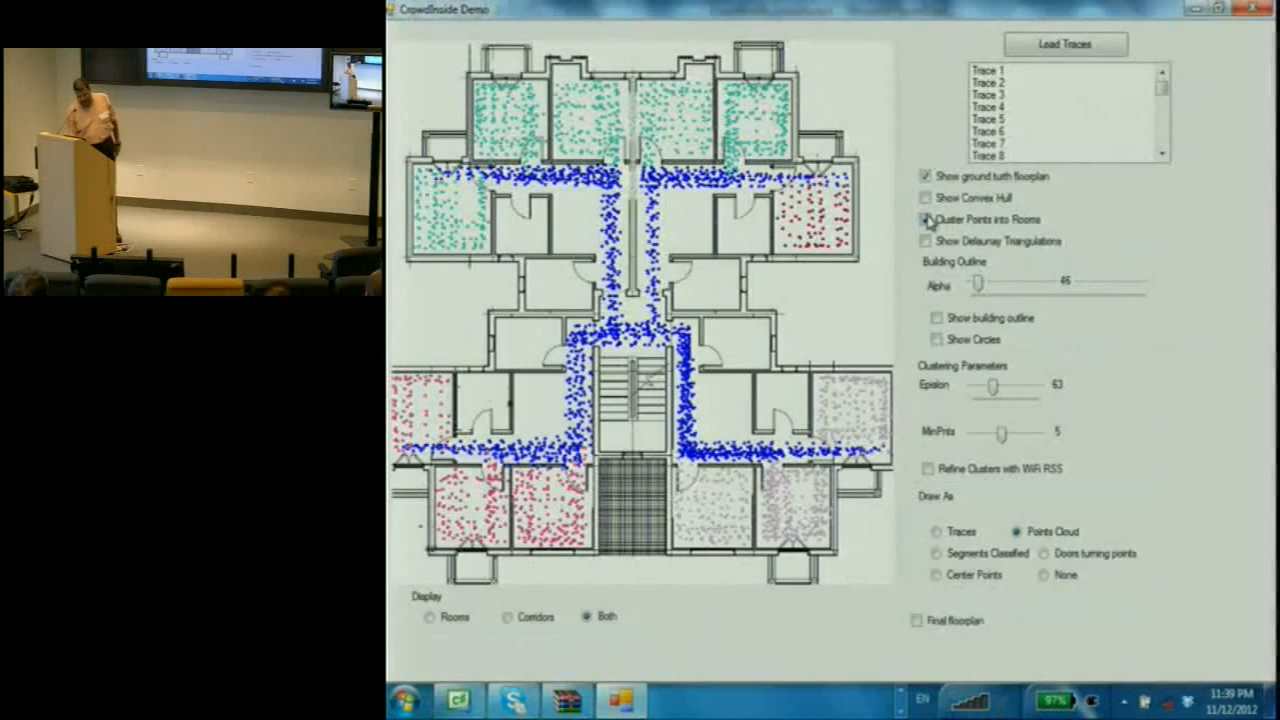 CrowdInside Demo
Load Traces
Trace 1
Trace 2
Trace 3
Trace 4
Trace 5
Trace 6
Trace 7
Trace 8
Show ground turth floorplan
Show Convex Hull
Cluster Points into Rooms
Show Delaunay Triangulations
Building Outline
Alpha 46
Show building outline
Show Circles
Clustering Parameters
Epislon 63
MinPnts 5
Refine Clusters with WiFi RSS
Draw As
Traces Points Cloud
Segments Classified Doors turning points
Center Points None
Display
Rooms Corridors Both
Final floorplan
EN 97% 11:39 PM
11/12/2012